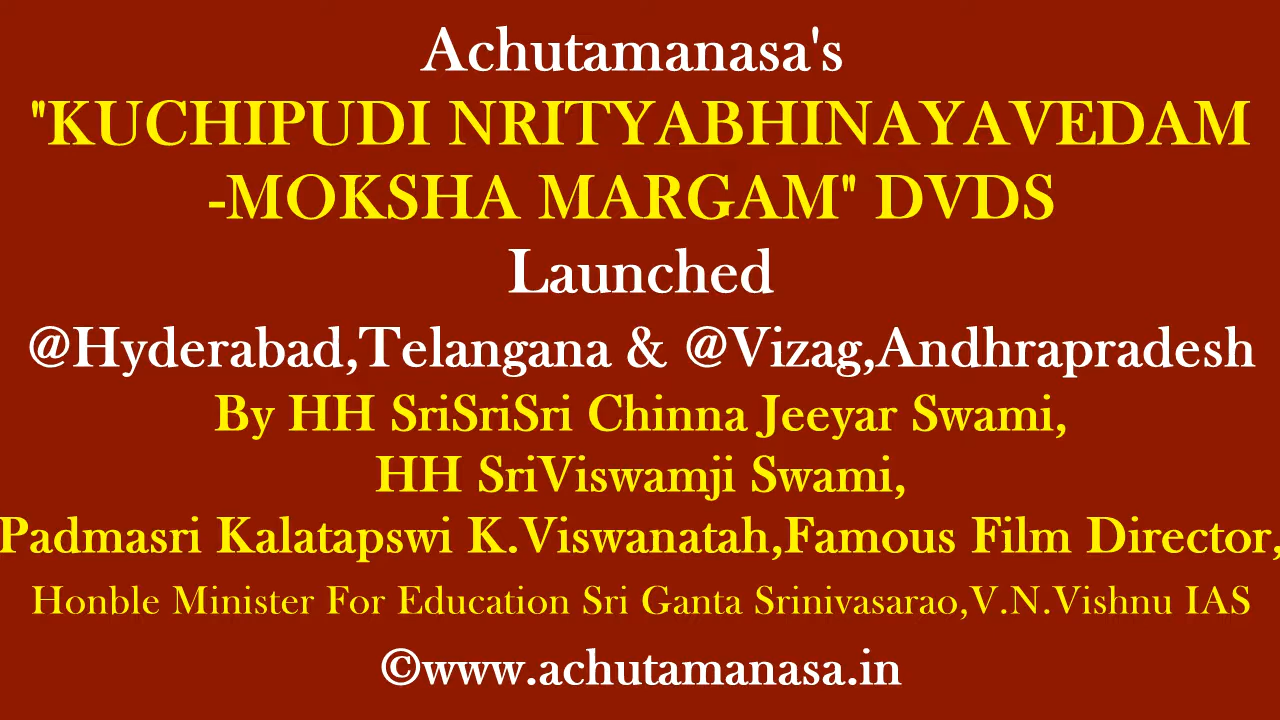 Achutamanasa's
"KUCHIPUDI NRITYABHINAYAVEDAM
-MOKSHA MARGAM" DVDS
Launched
@Hyderabad,Telangana & @Vizag,Andhrapradesh
By HH SriSriSri Chinna Jeeyar Swami,
HH SriViswamji Swami,
Padmasri Kalatapswi K.Viswanatah,Famous Film Director,
Honble Minister For Education Sri Ganta Srinivasarao,V.N.Vishnu IAS
©www.achutamanasa.in